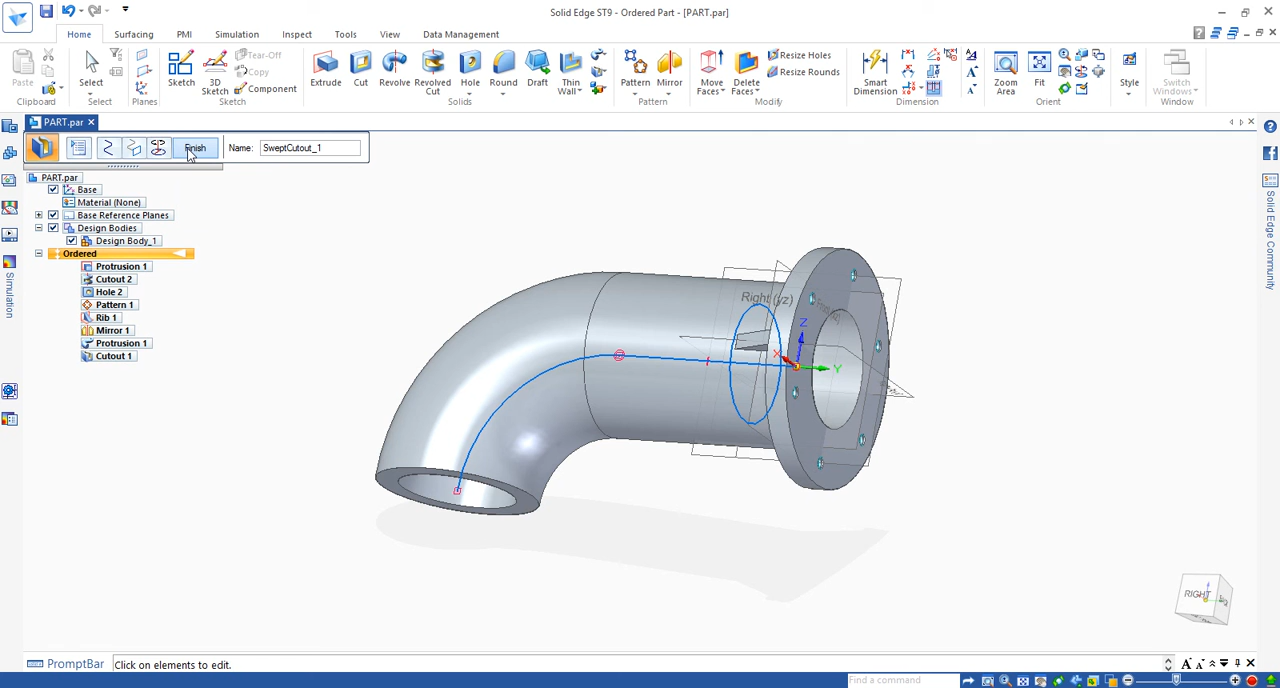 Solid Edge ST9 - Ordered Part - [PART.par]
Home
Surfacing
PMI
Simulation
Inspect
Tools
View
Data Management
Paste
Clipboard
Select
Select
Planes
Sketch
3D
Sketch
Tear-Off
Copy
Component
Sketch
Extrude
Cut
Revolve
Revolved
Cut
Hole
Round
Draft
Thin
Wall
Solids
Pattern
Mirror
Pattern
Move
Faces
Delete
Faces
Resize Holes
Resize Rounds
Modify
Smart
Dimension
Dimension
Zoom
Area
Fit
Orient
Style
Style
Switch
Windows
Window
PART.par
Finish
Name:
SweptCutout_1
PART.par
Base
Material (None)
Base Reference Planes
Design Bodies
Design Body_1
Ordered
Protrusion 1
Cutout 2
Hole 2
Pattern 1
Rib 1
Mirror 1
Protrusion 1
Cutout 1
Simulation
Solid Edge Community
Right (yz)
Z
X
Y
RIGHT
PromptBar
Click on elements to edit.
Find a command